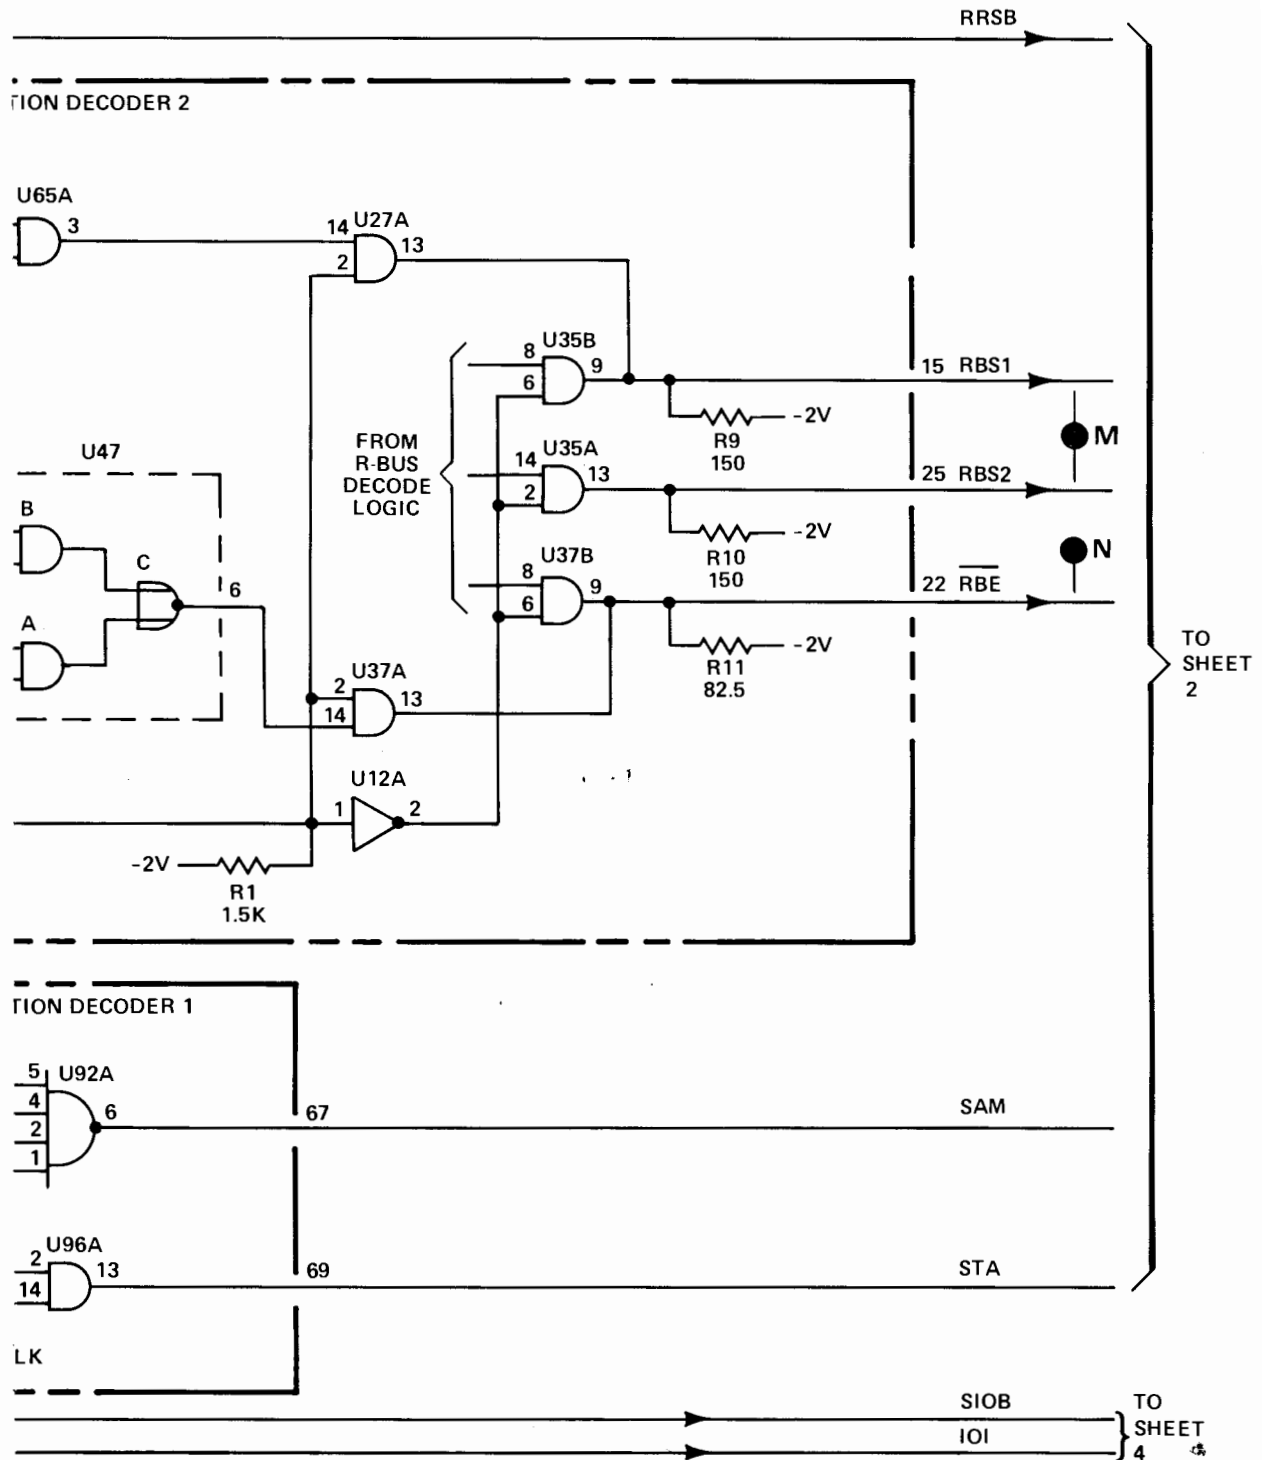 RRSB
TION DECODER 2
U65A
3
14 U27A
13
2
U35B
8
9
6
15 RBS1
-2V
R9
150
M
FROM
R-BUS
DECODE
LOGIC
U35A
14
13
2
25 RBS2
-2V
R10
150
N
U47
B
C
6
A
U37B
8
9
6
22 RBE
-2V
R11
82.5
TO
SHEET
2
U37A
2
13
14
U12A
1
2
-2V
R1
1.5K
TION DECODER 1
5 U92A
4
6
2
1
67
SAM
U96A
2
13
14
69
STA
LK
SIOB
IOI
TO
SHEET
4